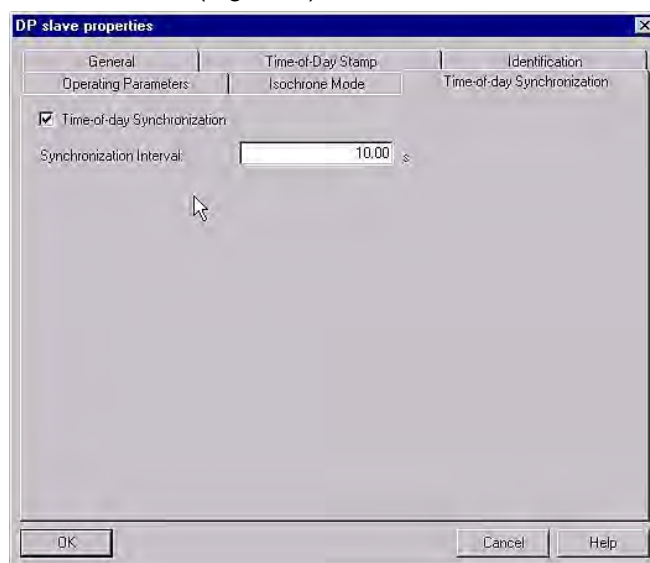 DP slave properties
General Time-of-Day Stamp Identification
Operating Parameters Isochrone Mode Time-of-day Synchronization
Time-of-day Synchronization
Synchronization Interval: 10.00 s
OK Cancel Help